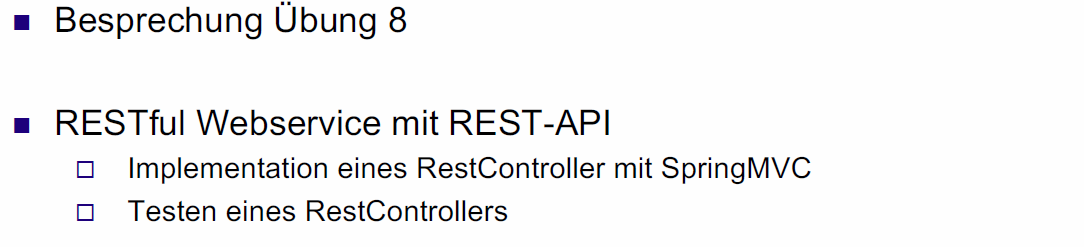 Besprechung Übung 8
RESTful Webservice mit REST-API
Implementation eines RestController mit SpringMVC
Testen eines RestControllers